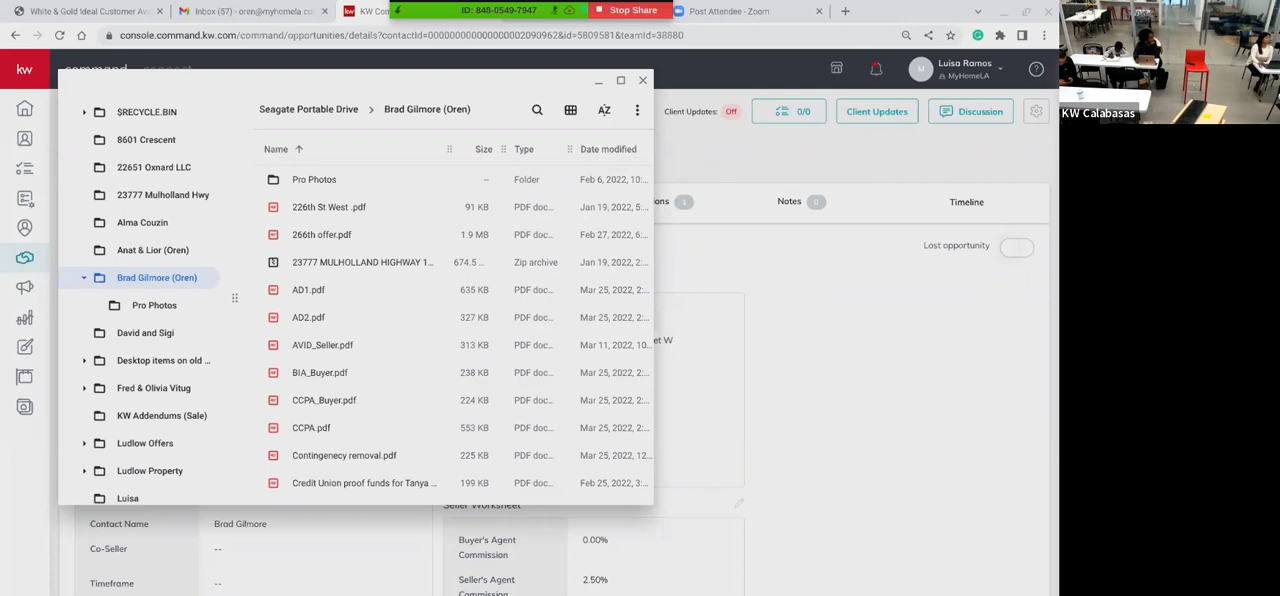 White & Gold Ideal Customer Av
Inbox (57) - oren@myhomela.co
KW Con
ID: 848-0549-7947
Stop Share
Post Attendee - Zoom
console.command.kw.com/command/opportunities/details?contactId=0000000000000000002090962&id=5809581&teamId=38880
kw
command
connect
M
Luisa Ramos
MyHomeLA
KW Calabasas
Seagate Portable Drive > Brad Gilmore (Oren)
Client Updates: Off
0/0
Client Updates
Discussion
$RECYCLE.BIN
8601 Crescent
22651 Oxnard LLC
23777 Mulholland Hwy
Alma Couzin
Anat & Lior (Oren)
Brad Gilmore (Oren)
Pro Photos
David and Sigi
Desktop items on old ...
Fred & Olivia Vitug
KW Addendums (Sale)
Ludlow Offers
Ludlow Property
Luisa
Name Size Type Date modified
Pro Photos -- Folder Feb 6, 2022, 10:...
226th St West .pdf 91 KB PDF doc... Jan 19, 2022, 5:...
266th offer.pdf 1.9 MB PDF doc... Feb 27, 2022, 6:...
23777 MULHOLLAND HIGHWAY 1... 674.5 ... Zip archive Jan 19, 2022, 2:...
AD1.pdf 635 KB PDF doc... Mar 25, 2022, 2:...
AD2.pdf 327 KB PDF doc... Mar 25, 2022, 2:...
AVID_Seller.pdf 313 KB PDF doc... Mar 11, 2022, 10...
BIA_Buyer.pdf 238 KB PDF doc... Mar 25, 2022, 2:...
CCPA_Buyer.pdf 224 KB PDF doc... Mar 25, 2022, 2:...
CCPA.pdf 553 KB PDF doc... Mar 25, 2022, 2:...
Contingenecy removal.pdf 225 KB PDF doc... Mar 25, 2022, 12...
Credit Union proof funds for Tanya ... 199 KB PDF doc... Feb 25, 2022, 3:...
ons 1
Notes 0
Timeline
Lost opportunity
et W
Seller Worksheet
Contact Name Brad Gilmore
Co-Seller --
Timeframe --
Buyer's Agent Commission 0.00%
Seller's Agent Commission 2.50%